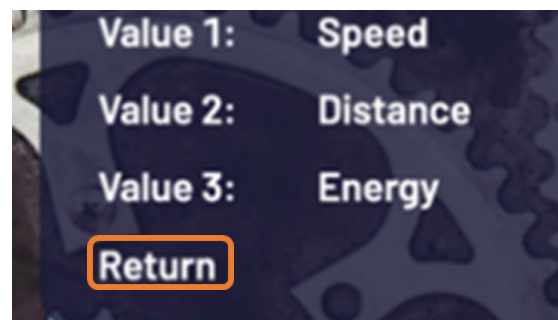 Value 1: Speed
Value 2: Distance
Value 3: Energy
Return